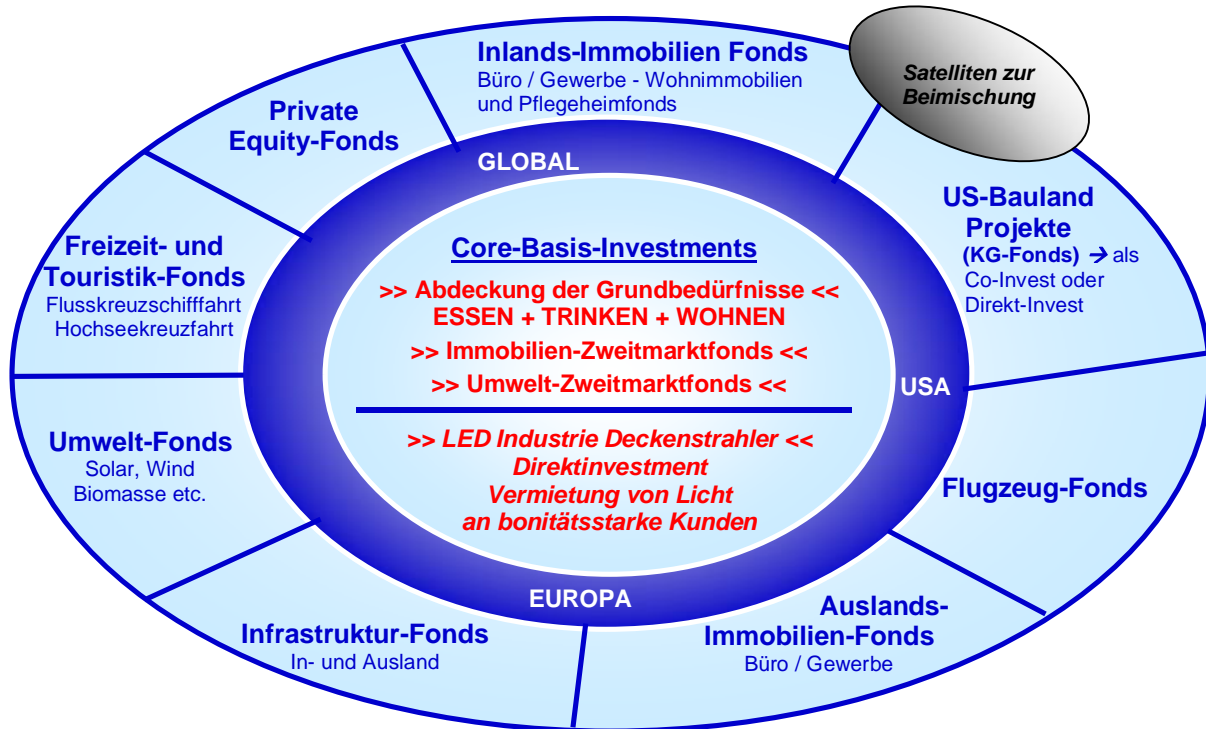 Inlands-Immobilien Fonds
Büro / Gewerbe - Wohnimmobilien
und Pflegeheimfonds
Satelliten zur
Beimischung
Private
Equity-Fonds
GLOBAL
US-Bauland
Projekte
(KG-Fonds) → als
Co-Invest oder
Direkt-Invest
Freizeit- und
Touristik-Fonds
Flusskreuzschifffahrt
Hochseekreuzfahrt
Core-Basis-Investments
>> Abdeckung der Grundbedürfnisse <<
ESSEN + TRINKEN + WOHNEN
>> Immobilien-Zweitmarktfonds <<
>> Umwelt-Zweitmarktfonds <<
USA
>> LED Industrie Deckenstrahler <<
Direktinvestment
Vermietung von Licht
an bonitätsstarke Kunden
Umwelt-Fonds
Solar, Wind
Biomasse etc.
Flugzeug-Fonds
EUROPA
Infrastruktur-Fonds
In- und Ausland
Auslands-
Immobilien-Fonds
Büro / Gewerbe